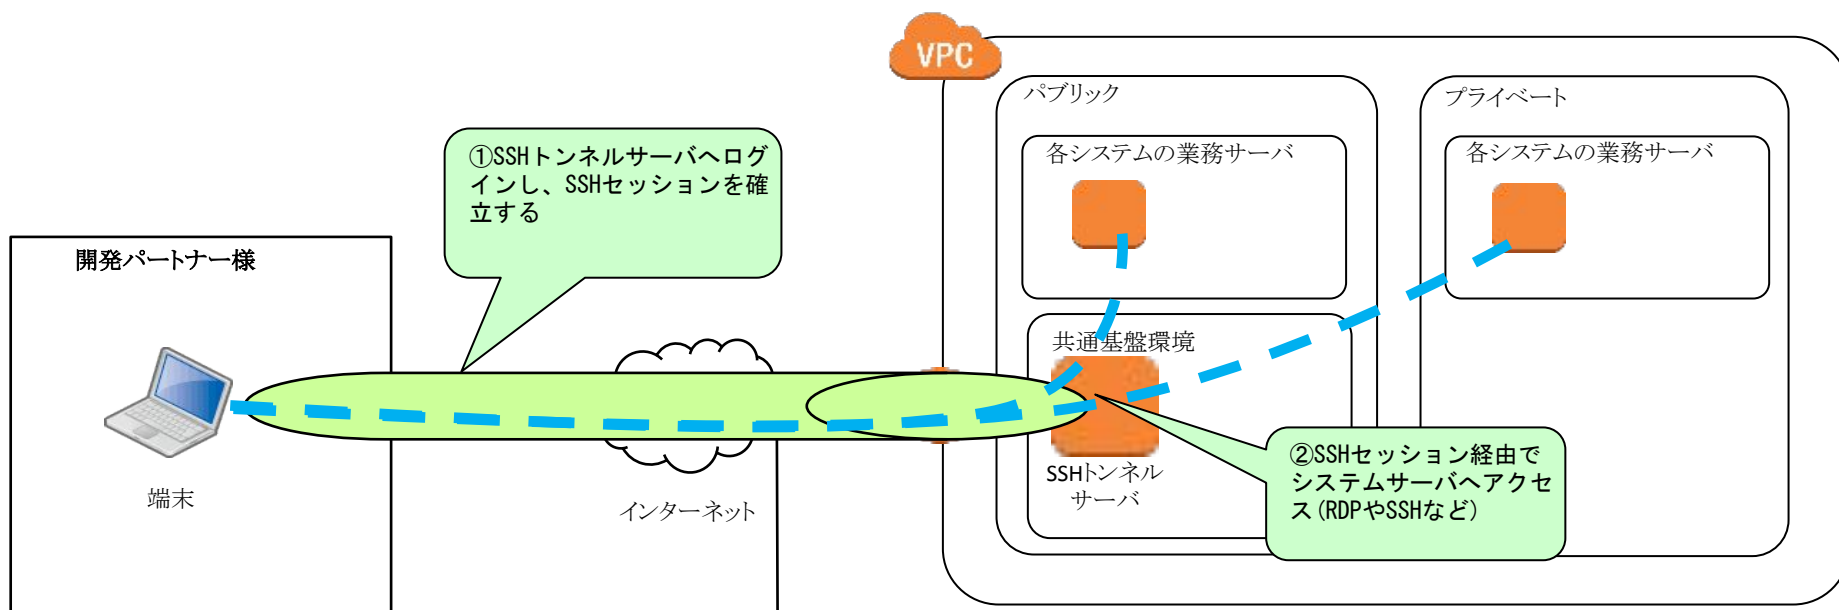 VPC
パブリック
プライベート
①SSHトンネルサーバへログ
インし、SSHセッションを確
立する
各システムの業務サーバ
各システムの業務サーバ
開発パートナー様
共通基盤環境
②SSHセッション経由で
システムサーバへアクセ
ス(RDPやSSHなど)
SSHトンネル
サーバ
端末
インターネット